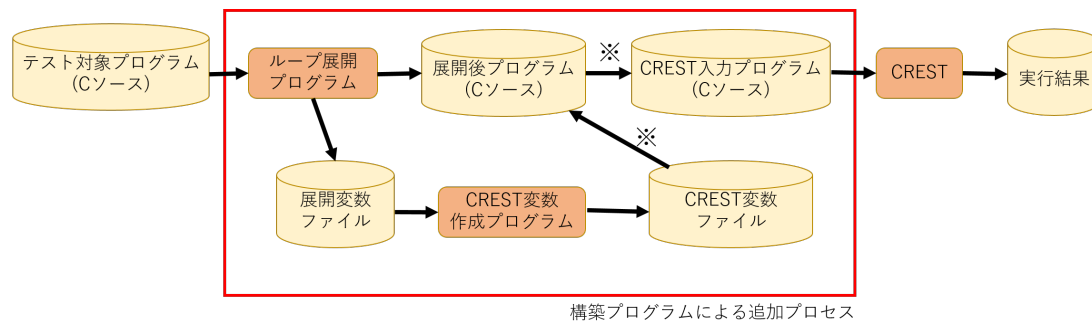 テスト対象プログラム
(Cソース)
ループ展開
プログラム
展開後プログラム
(Cソース)
※
CREST入力プログラム
(Cソース)
CREST
実行結果
※
展開変数
ファイル
CREST変数
作成プログラム
CREST変数
ファイル
構築プログラムによる追加プロセス